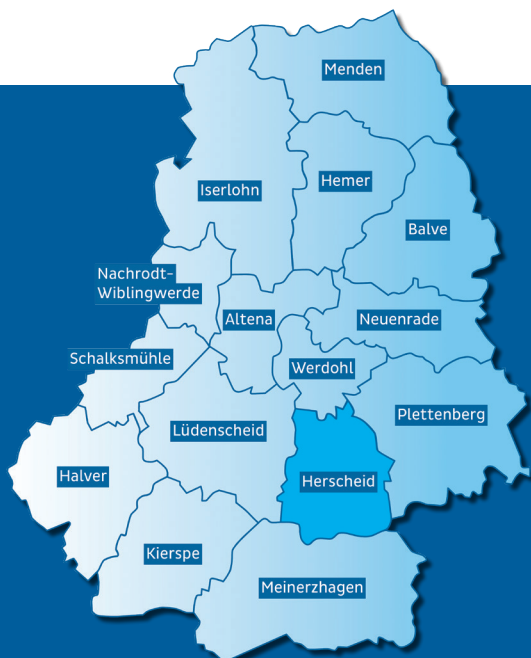 Menden
Hemer
Iserlohn
Balve
Nachrodt-
Wiblingwerde
Altena
Neuenrade
Schalksmühle
Werdohl
Plettenberg
Lüdenscheid
Halver
Herscheid
Kierspe
Meinerzhagen